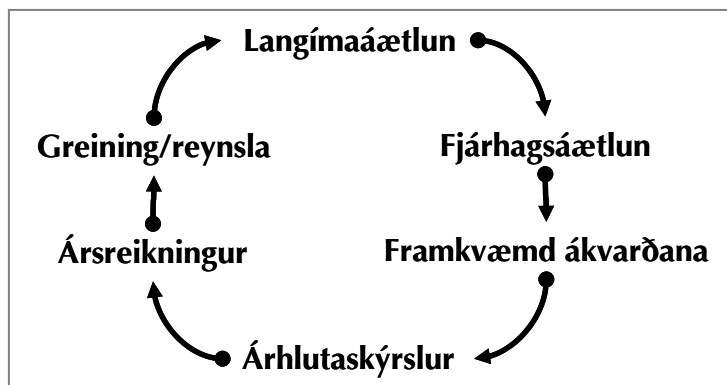 Langímaáætlun
Greining/reynsla
Fjárhagsáætlun
Ársreikningur
Framkvæmd ákvarðana
Árhlutaskýrslur